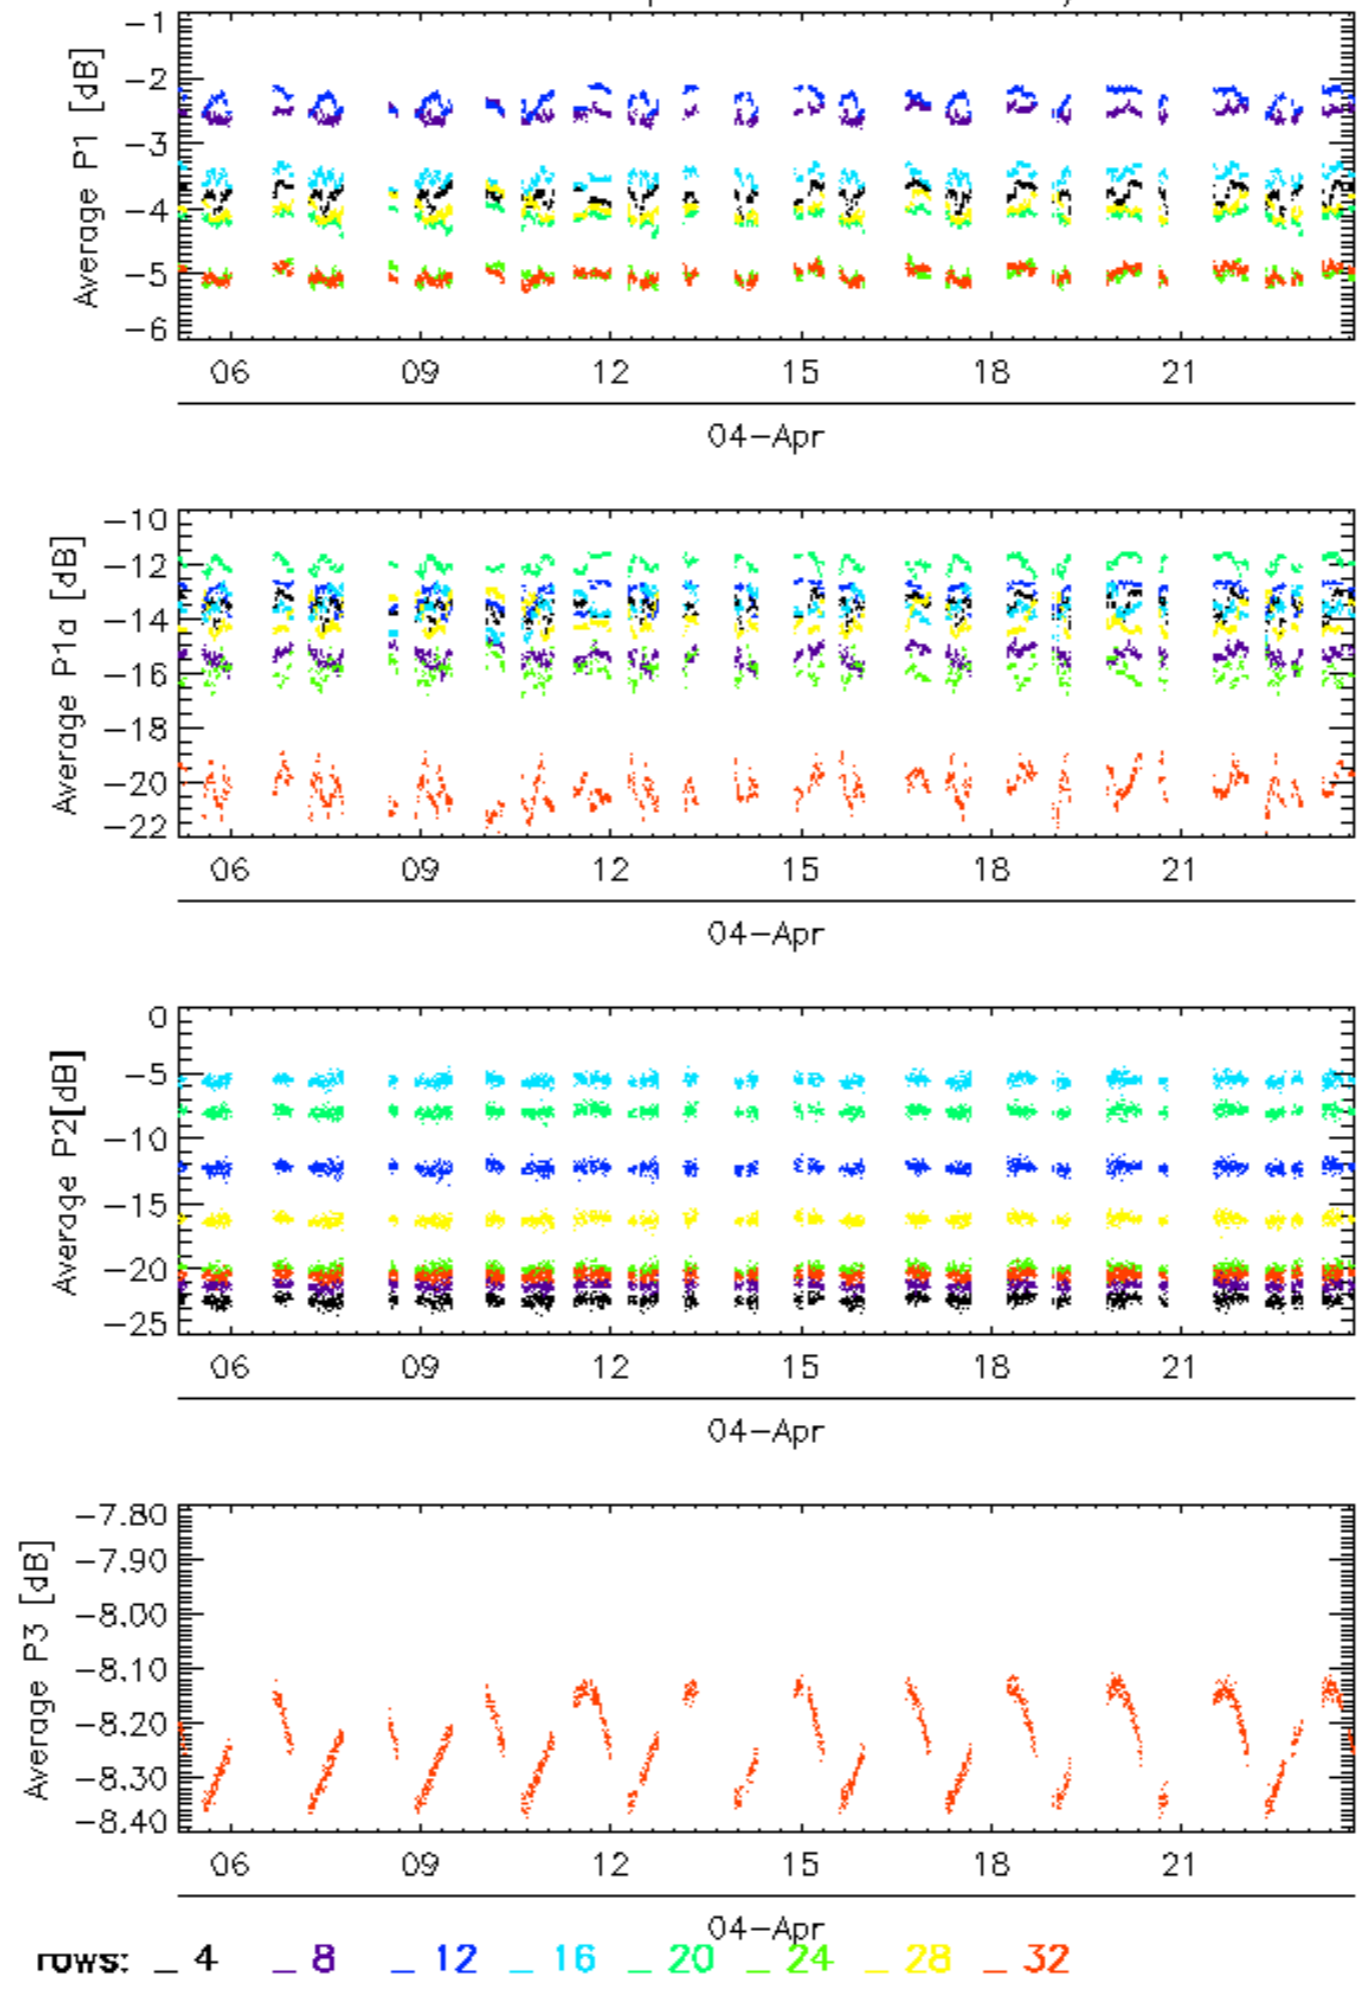 Average P1 [dB]
-1
-2
-3
-4
-5
-6
06 09 12 15 18 21
04-Apr
Average P1a [dB]
-10
-12
-14
-16
-18
-20
-22
06 09 12 15 18 21
04-Apr
Average P2[dB]
0
-5
-10
-15
-20
-25
06 09 12 15 18 21
04-Apr
Average P3 [dB]
-7.80
-7.90
-8.00
-8.10
-8.20
-8.30
-8.40
06 09 12 15 18 21
04-Apr
rows: _ 4 _ 8 _ 12 _ 16 _ 20 _ 24 _ 28 _ 32